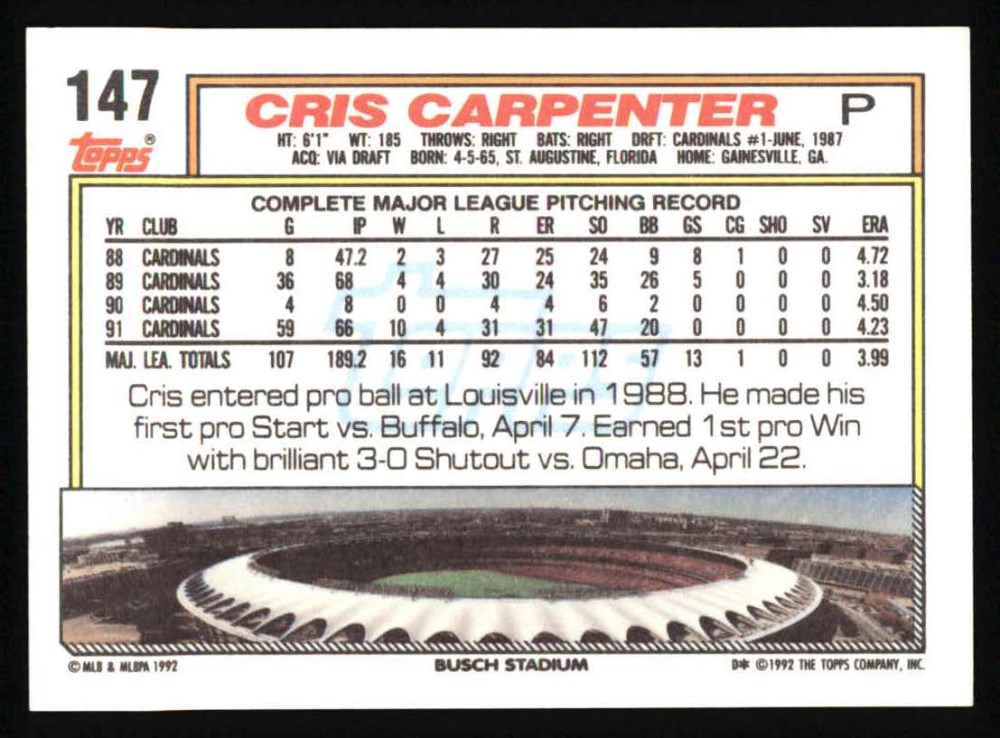 147
Topps®
CRIS CARPENTER P
HT: 6'1" WT: 185 THROWS: RIGHT BATS: RIGHT DRFT: CARDINALS #1-JUNE, 1987
ACQ: VIA DRAFT BORN: 4-5-65, ST. AUGUSTINE, FLORIDA HOME: GAINESVILLE, GA.
COMPLETE MAJOR LEAGUE PITCHING RECORD
YR CLUB G IP W L R ER SO BB GS CG SHO SV ERA
88 CARDINALS 8 47.2 2 3 27 25 24 9 8 1 0 0 4.72
89 CARDINALS 36 68 4 4 30 24 35 26 5 0 0 0 3.18
90 CARDINALS 4 8 0 0 4 4 6 2 0 0 0 0 4.50
91 CARDINALS 59 66 10 4 31 31 47 20 0 0 0 0 4.23
MAJ. LEA. TOTALS 107 189.2 16 11 92 84 112 57 13 1 0 0 3.99
Topps
Cris entered pro ball at Louisville in 1988. He made his
first pro Start vs. Buffalo, April 7. Earned 1st pro Win
with brilliant 3-0 Shutout vs. Omaha, April 22.
© MLB & MLBPA 1992 BUSCH STADIUM D* © 1992 THE TOPPS COMPANY, INC.